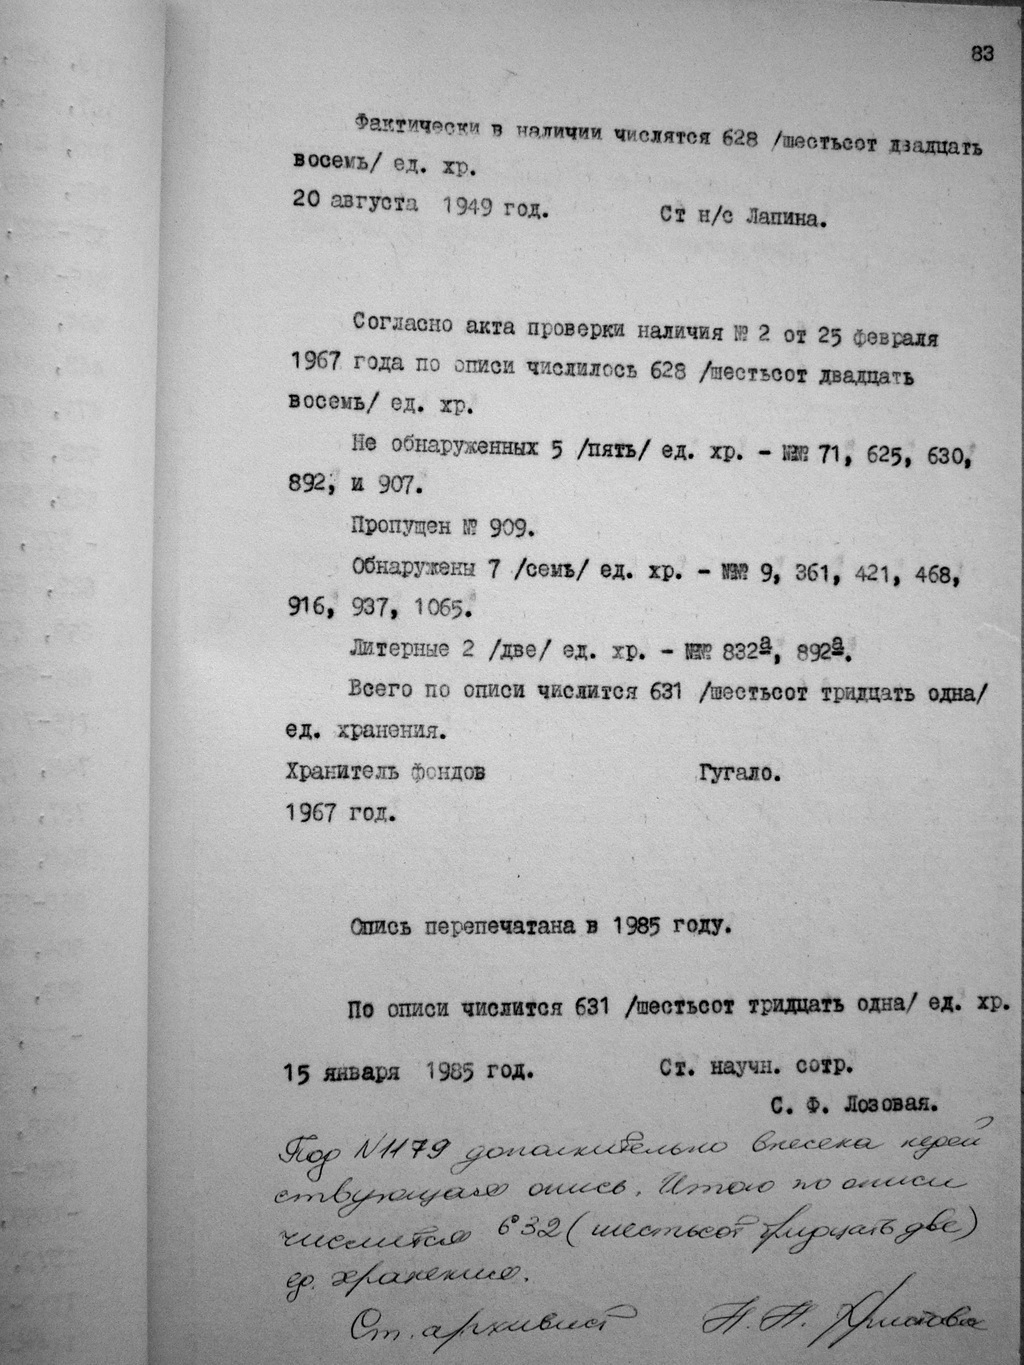 83
Фактически в наличии числятся 628 /шестьсот двадцать
восемь/ ед. хр.
20 августа 1949 год. Ст н/с Лапина.
Согласно акта проверки наличия № 2 от 25 февраля
1967 года по описи числилось 628 /шестьсот двадцать
восемь/ ед. хр.
Не обнаруженных 5 /пять/ ед. хр. - №№ 71, 625, 630,
892, и 907.
Пропущен № 909.
Обнаружены 7 /семь/ ед. хр. - №№ 9, 361, 421, 468,
916, 937, 1065.
Литерные 2 /две/ ед. хр. - №№ 832а, 892а.
Всего по описи числится 631 /шестьсот тридцать одна/
ед. хранения.
Хранитель фондов Гугало.
1967 год.
Опись перепечатана в 1985 году.
По описи числится 631 /шестьсот тридцать одна/ ед. хр.
15 января 1985 год. Ст. научн. сотр.
С. Ф. Лозовая.
Под N 1179 дополнительно внесена недей
ствующая опись. Итого по описи
числится 632 (шестьсот тридцать две)
ед. хранения.
Ст. архивист